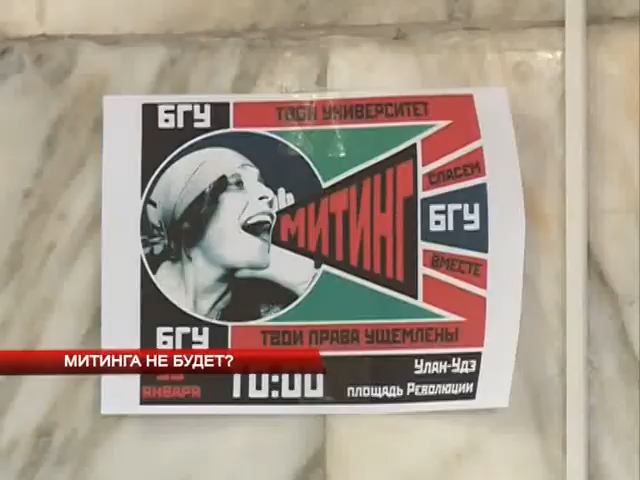 БГУ
ТВОЙ УНИВЕРСИТЕТ
СПАСЕМ
МИТИНГ
БГУ
ВМЕСТЕ
БГУ
ТВОИ ПРАВА УЩЕМЛЕНЫ
МИТИНГА НЕ БУДЕТ?
ЯНВАРЯ
10:00
Улан-Удэ
площадь Революции